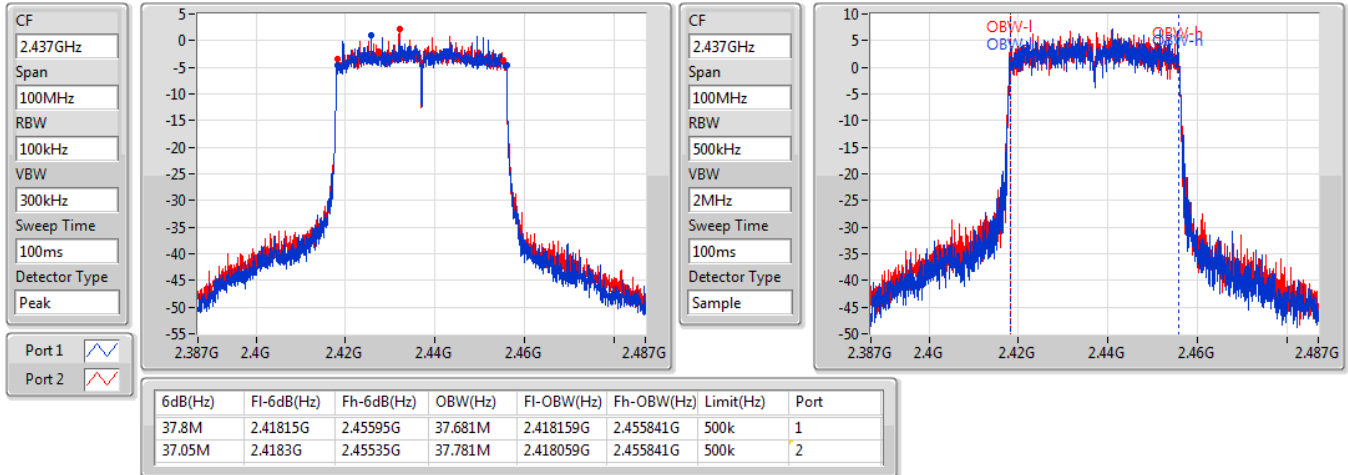 CF
2.437GHz
Span
100MHz
RBW
100kHz
VBW
300kHz
Sweep Time
100ms
Detector Type
Peak
Port 1
Port 2
5
0
-5
-10
-15
-20
-25
-30
-35
-40
-45
-50
-55
2.387G 2.4G 2.42G 2.44G 2.46G 2.487G
CF
2.437GHz
Span
100MHz
RBW
500kHz
VBW
2MHz
Sweep Time
100ms
Detector Type
Sample
10
5
0
-5
-10
-15
-20
-25
-30
-35
-40
-45
-50
OBW-l OBW-h
OBW-l OBW-h
2.387G 2.4G 2.42G 2.44G 2.46G 2.487G
6dB(Hz) Fl-6dB(Hz) Fh-6dB(Hz) OBW(Hz) Fl-OBW(Hz) Fh-OBW(Hz) Limit(Hz) Port
37.8M 2.41815G 2.45595G 37.681M 2.418159G 2.455841G 500k 1
37.05M 2.4183G 2.45535G 37.781M 2.418059G 2.455841G 500k 2